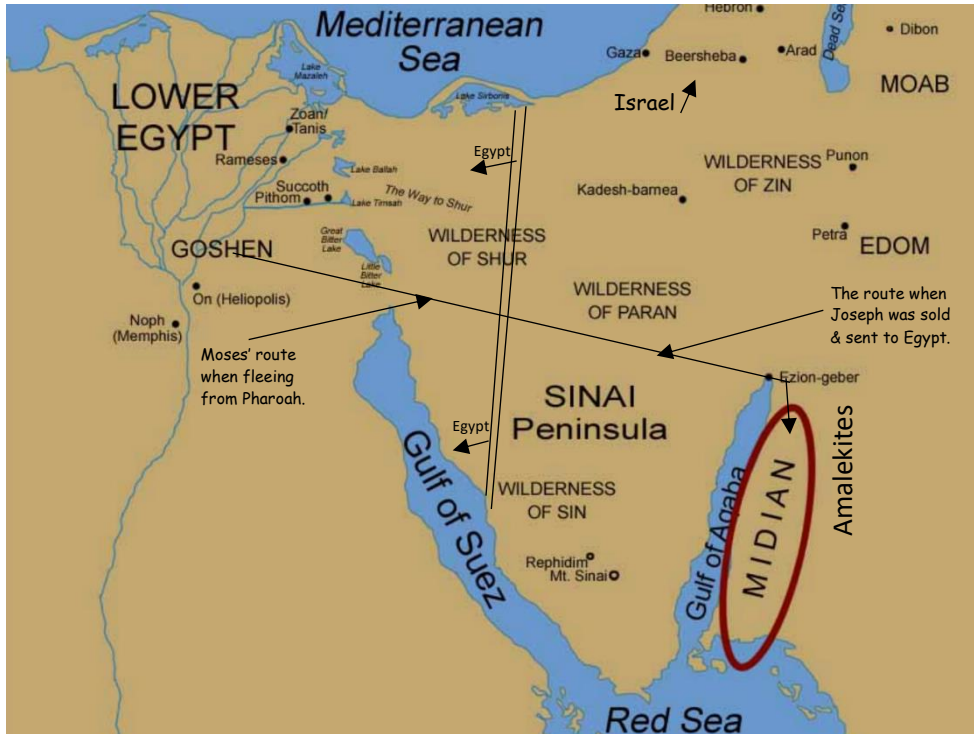 Mediterranean
Sea
Hebron
Gaza
Beersheba
Arad
Dead Sea
Dibon
MOAB
Israel
Lake
Mazaleh
Lake Sirbonis
LOWER
EGYPT
Zoan/
Tanis
Rameses
Lake Ballah
Egypt
WILDERNESS
OF ZIN
Punon
Kadesh-bamea
Succoth
Pithom
Lake Timsah
The Way to Shur
Great
Bitter
Lake
Little
Bitter
Lake
WILDERNESS
OF SHUR
Petra
EDOM
GOSHEN
On (Heliopolis)
Noph
(Memphis)
WILDERNESS
OF PARAN
The route when
Joseph was sold
& sent to Egypt.
Moses' route
when fleeing
from Pharoah.
Ezion-geber
SINAI
Peninsula
Egypt
Gulf of Suez
WILDERNESS
OF SIN
Rephidim
Mt. Sinai
Gulf of Aqaba
MIDIAN
Amalekites
Red Sea